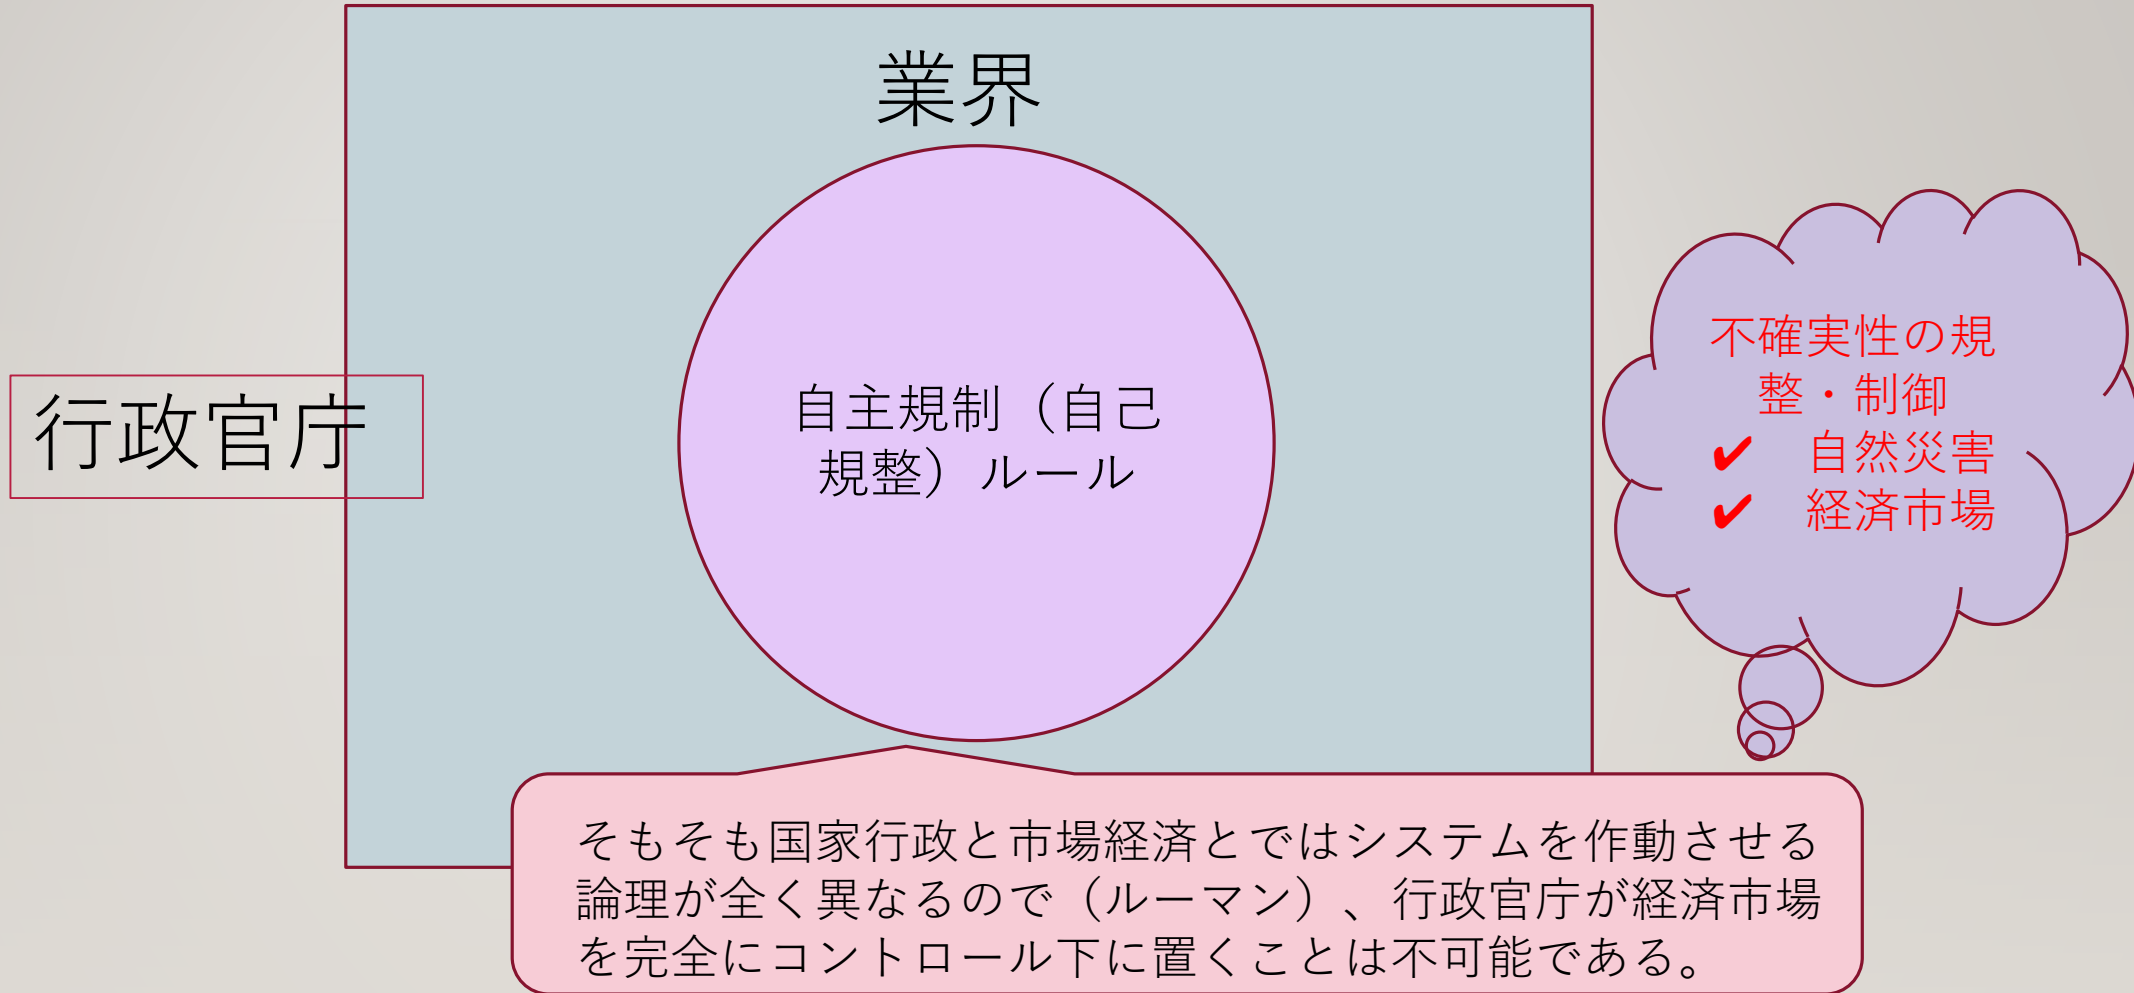 業界
行政官庁
自主規制（自己
規整）ルール
不確実性の規
整・制御
✔　自然災害
✔　経済市場
そもそも国家行政と市場経済とではシステムを作動させる
論理が全く異なるので（ルーマン）、行政官庁が経済市場
を完全にコントロール下に置くことは不可能である。